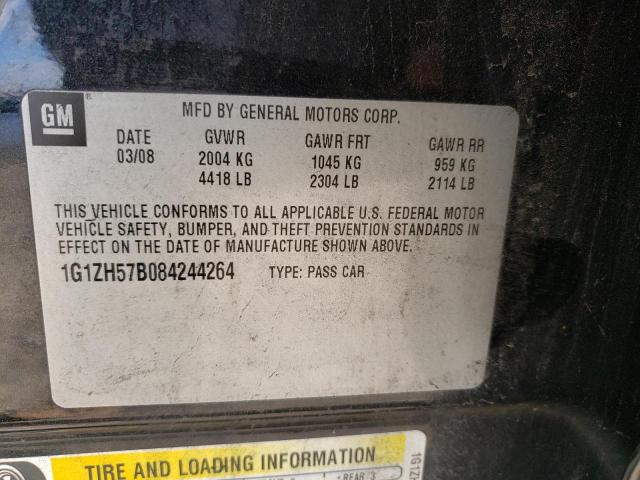 GM
MFD BY GENERAL MOTORS CORP.
DATE GVWR GAWR FRT GAWR RR
03/08 2004 KG 1045 KG 959 KG
4418 LB 2304 LB 2114 LB
THIS VEHICLE CONFORMS TO ALL APPLICABLE U.S. FEDERAL MOTOR
VEHICLE SAFETY, BUMPER, AND THEFT PREVENTION STANDARDS IN
EFFECT ON THE DATE OF MANUFACTURE SHOWN ABOVE.
1G1ZH57B084244264 TYPE: PASS CAR
TIRE AND LOADING INFORMATION
REAR 3
1G1Z